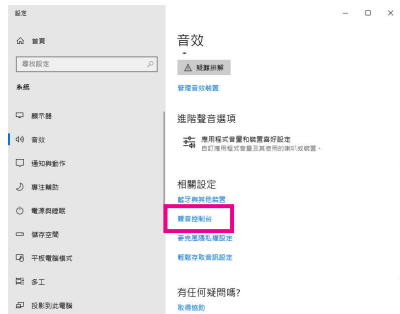 設定
首頁
尋找設定
系統
顯示器
音效
通知與動作
專注輔助
電源與睡眠
儲存空間
平板電腦模式
多工
投影到此電腦
音效
疑難排解
管理音效裝置
進階聲音選項
應用程式音量和裝置喜好設定
自訂應用程式音量及其使用的喇叭或裝置。
相關設定
藍牙與其他裝置
聲音控制台
麥克風隱私權設定
輕鬆存取音訊設定
有任何疑問嗎?
取得協助